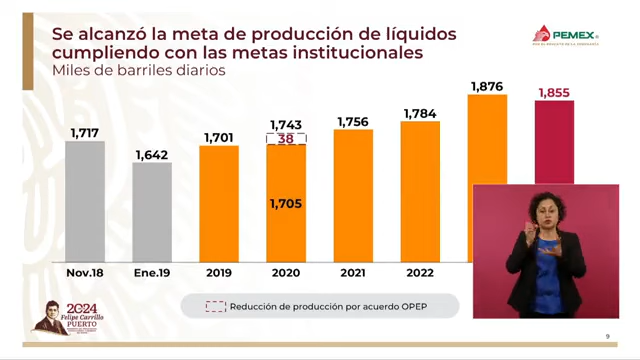 Se alcanzó la meta de producción de líquidos
cumpliendo con las metas institucionales
Miles de barriles diarios
PEMEX
1,717
1,642
1,701
1,743
38
1,705
1,756
1,784
1,876
1,855
Nov.18
Ene.19
2019
2020
2021
2022
Reducción de producción por acuerdo OPEP
2024
Felipe Carrillo
PUERTO
9